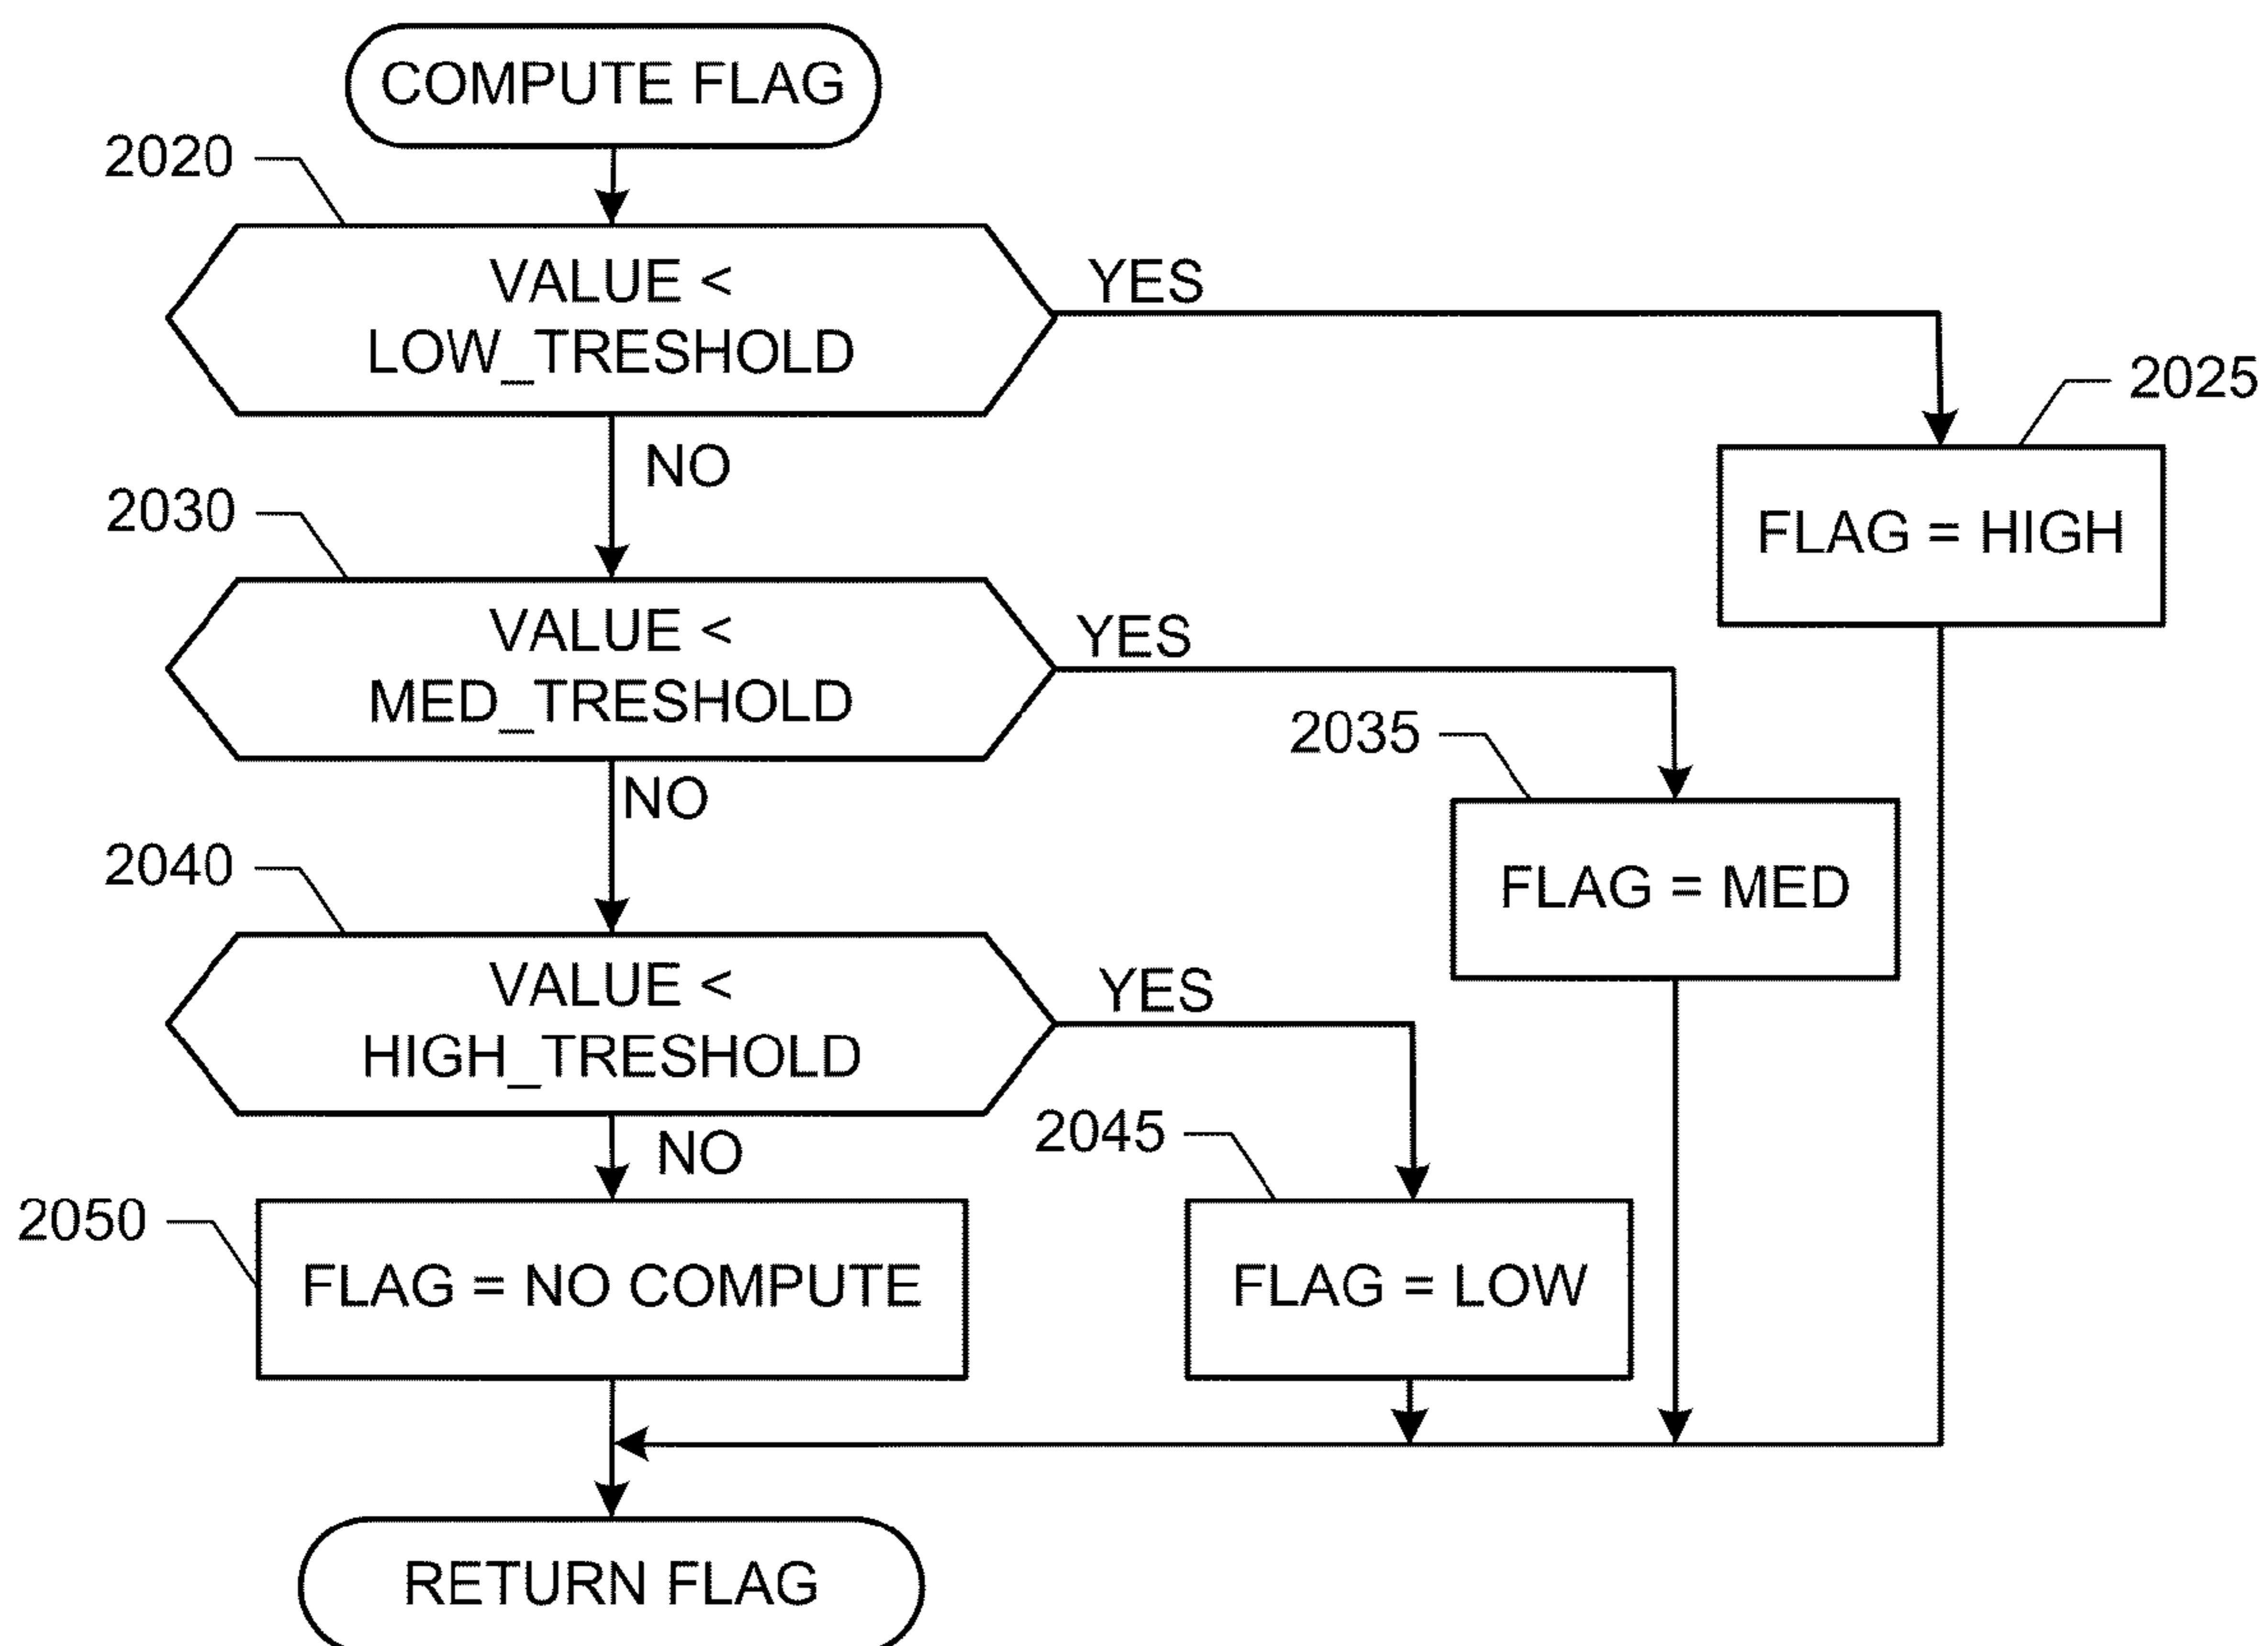 COMPUTE FLAG
2020
VALUE <
LOW_TRESHOLD
YES
2025
FLAG = HIGH
NO
2030
VALUE <
MED_TRESHOLD
YES
2035
FLAG = MED
NO
2040
VALUE <
HIGH_TRESHOLD
YES
2045
FLAG = LOW
NO
2050
FLAG = NO COMPUTE
RETURN FLAG